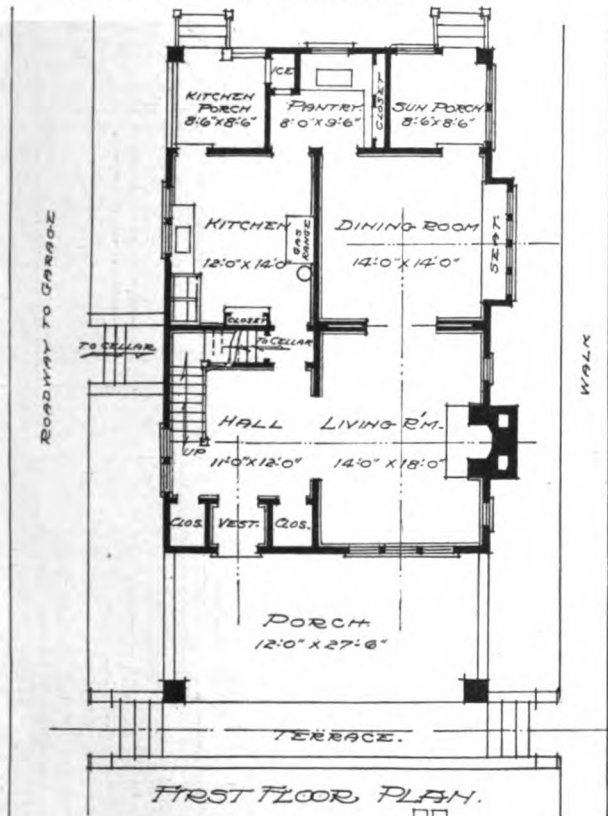 ICE
KITCHEN
PORCH
8'-6"X8'-6"
PANTRY
8'-0"X9'-6"
CLOSET
SUN PORCH
8'-6"X8'-6"
ROADWAY TO GARAGE
KITCHEN
12'-0"X14'-0"
GAS
RANGE
DINING ROOM
14'-0"X14'-0"
SEAT.
CLOSET
TO CELLAR
TO CELLAR
WALK
HALL
11'-0"X12'-0"
UP
LIVING R'M.
14'-0"X18'-0"
CLOS.
VEST.
CLOS.
PORCH
12'-0"X27'-6"
TERRACE.
FIRST FLOOR PLAN.